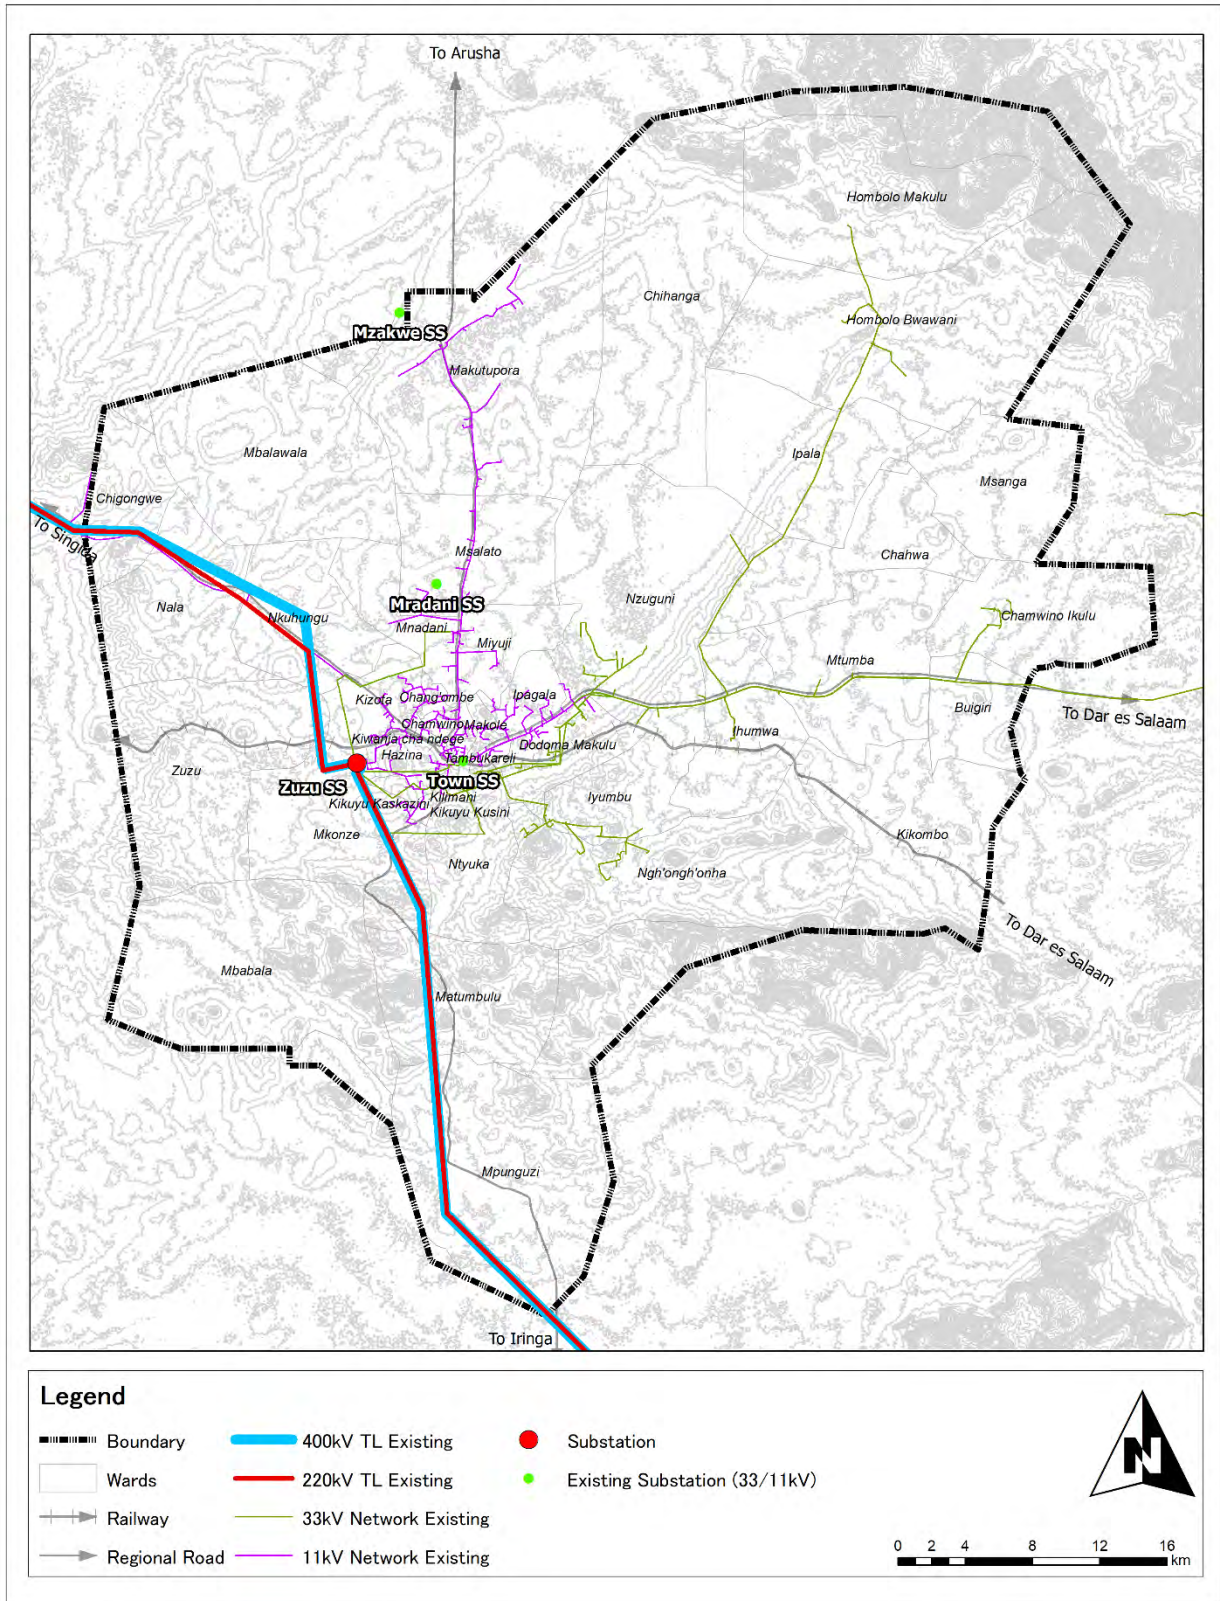 To Arusha
Hombolo Makulu
Chihanga
Hombolo Bwawani
Mzakwe SS
Makutupora
Mbalawala
Ipala
Msanga
Chigongwe
To Singida
Msalato
Chahwa
Nala
Mradani SS
Nzuguni
Nkuhungu
Mnadani
Chamwino Ikulu
Miyuji
Mtumba
Kizota
Chang'ombe
Ipagala
Buigiri
To Dar es Salaam
Chamwino
Makole
Kiwanja cha ndege
Dodoma Makulu
Ihumwa
Hazina
Tambukareli
Zuzu
Zuzu SS
Town SS
Kilimani
Iyumbu
Kikuyu Kaskazini
Kikuyu Kusini
Mkonze
Kikombo
Ntyuka
Ngh'ongh'onha
To Dar es Salaam
Mbabala
Matumbulu
Mpunguzi
To Iringa
Legend
Boundary
400kV TL Existing
Substation
Wards
220kV TL Existing
Existing Substation (33/11kV)
Railway
33kV Network Existing
Regional Road
11kV Network Existing
N
0 2 4 8 12 16
km